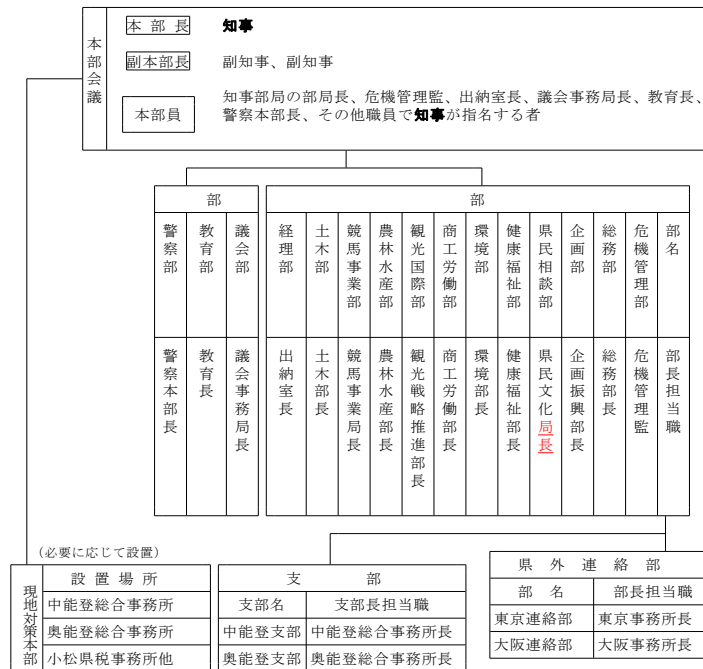 本部会議
本部長
知事
副本部長
副知事、副知事
本部員
知事部局の部局長、危機管理監、出納室長、議会事務局長、教育長、
警察本部長、その他職員で知事が指名する者
部
部
部名
危機管理部
総務部
企画部
県民相談部
健康福祉部
環境部
商工労働部
観光国際部
農林水産部
競馬事業部
土木部
経理部
議会部
教育部
警察部
部長担当職
危機管理監
総務部長
企画振興部長
県民文化局長
健康福祉部長
環境部長
商工労働部長
観光戦略推進部長
農林水産部長
競馬事業局長
土木部長
出納室長
議会事務局長
教育長
警察本部長
(必要に応じて設置)
現地対策本部
設置場所
中能登総合事務所
奥能登総合事務所
小松県税事務所他
支部
支部名 支部長担当職
中能登支部 中能登総合事務所長
奥能登支部 奥能登総合事務所長
県外連絡部
部名 部長担当職
東京連絡部 東京事務所長
大阪連絡部 大阪事務所長